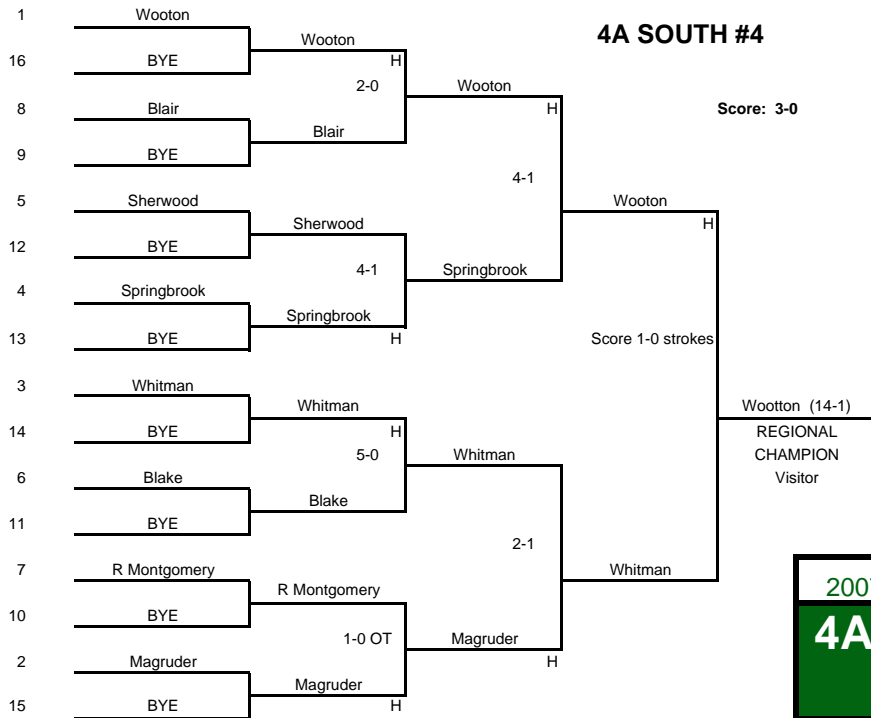 1 Wooton
Wooton
4A SOUTH #4
16 BYE
H
2-0
Wooton
8 Blair
H
Score: 3-0
Blair
9 BYE
4-1
5 Sherwood
Wooton
Sherwood
H
12 BYE
4-1
Springbrook
4 Springbrook
Springbrook
13 BYE
H
Score 1-0 strokes
3 Whitman
Whitman
Wootton (14-1)
14 BYE
H
REGIONAL
5-0
Whitman
CHAMPION
6 Blake
Visitor
Blake
11 BYE
2-1
7 R Montgomery
Whitman
R Montgomery
2007
10 BYE
1-0 OT
Magruder
4A
2 Magruder
H
Magruder
15 BYE
H